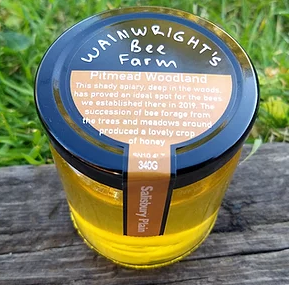 WAINWRIGHT'S
Bee
Farm
Pitmead Woodland
This shady apiary, deep in the woods
has proved an ideal spot for the bees
we established there in 2019. The
succession of bee forage from
the trees and meadows around
produced a lovely crop
of honey
340G
Salisbury Plain